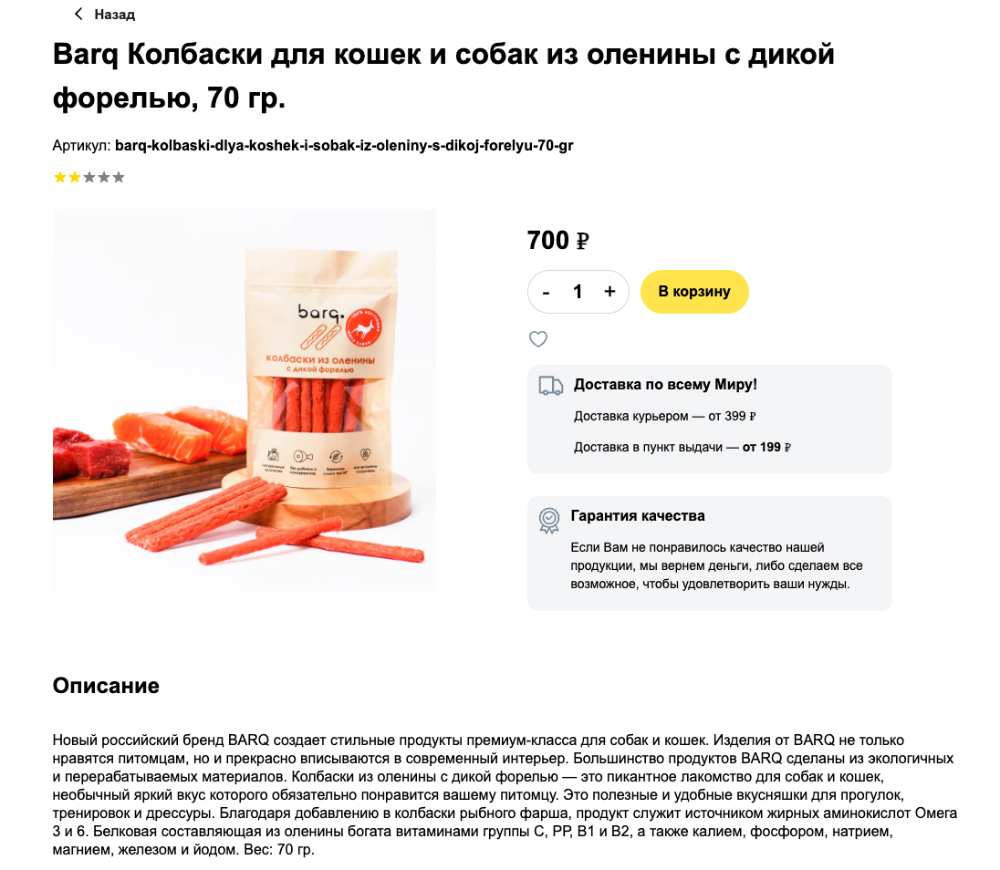 Назад
Barq Колбаски для кошек и собак из оленины с дикой
форелью, 70 гр.
Артикул: barq-kolbaski-dlya-koshek-i-sobak-iz-oleniny-s-dikoj-forelyu-70-gr
barq.
колбаски из оленины
с дикой форелью
700 ₽
- 1 +
В корзину
Доставка по всему Миру!
Доставка курьером — от 399 ₽
Доставка в пункт выдачи — от 199 ₽
Гарантия качества
Если Вам не понравилось качество нашей
продукции, мы вернем деньги, либо сделаем все
возможное, чтобы удовлетворить ваши нужды.
Описание
Новый российский бренд BARQ создает стильные продукты премиум-класса для собак и кошек. Изделия от BARQ не только
нравятся питомцам, но и прекрасно вписываются в современный интерьер. Большинство продуктов BARQ сделаны из экологичных
и перерабатываемых материалов. Колбаски из оленины с дикой форелью — это пикантное лакомство для собак и кошек,
необычный яркий вкус которого обязательно понравится вашему питомцу. Это полезные и удобные вкусняшки для прогулок,
тренировок и дрессуры. Благодаря добавлению в колбаски рыбного фарша, продукт служит источником жирных аминокислот Омега
3 и 6. Белковая составляющая из оленины богата витаминами группы С, РР, В1 и В2, а также калием, фосфором, натрием,
магнием, железом и йодом. Вес: 70 гр.